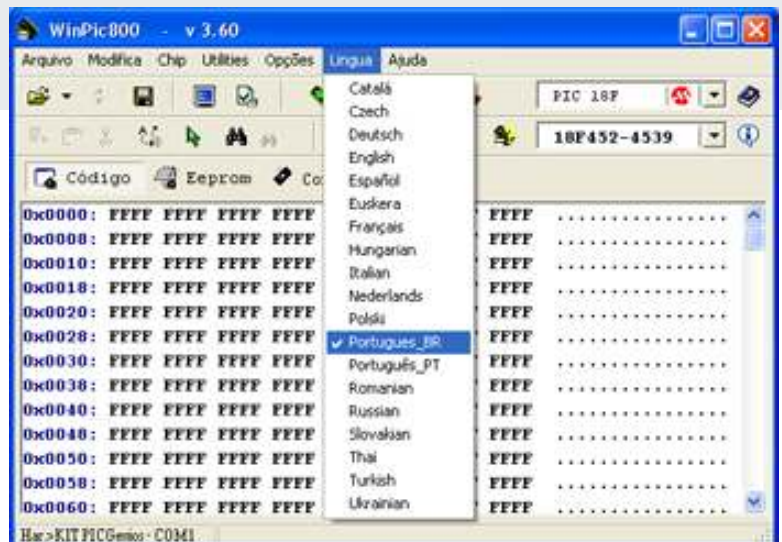 WinPic800 - v 3.60
Arquivo Modifica Chip Utilities Opções Lingua Ajuda
PIC 18F
18F452-4539
Código Eeprom Co
Català
Czech
Deutsch
English
Español
Euskera
Français
Hungarian
Italian
Nederlands
Polski
Portugues_BR
Português_PT
Romanian
Russian
Slovakian
Thai
Turkish
Ukrainian
0x0000: FFFF FFFF FFFF FFFF FFFF ................
0x0008: FFFF FFFF FFFF FFFF FFFF ................
0x0010: FFFF FFFF FFFF FFFF FFFF ................
0x0018: FFFF FFFF FFFF FFFF FFFF ................
0x0020: FFFF FFFF FFFF FFFF FFFF ................
0x0028: FFFF FFFF FFFF FFFF FFFF ................
0x0030: FFFF FFFF FFFF FFFF FFFF ................
0x0038: FFFF FFFF FFFF FFFF FFFF ................
0x0040: FFFF FFFF FFFF FFFF FFFF ................
0x0048: FFFF FFFF FFFF FFFF FFFF ................
0x0050: FFFF FFFF FFFF FFFF FFFF ................
0x0058: FFFF FFFF FFFF FFFF FFFF ................
0x0060: FFFF FFFF FFFF FFFF FFFF ................
Har>KIT PICGenios - COM1